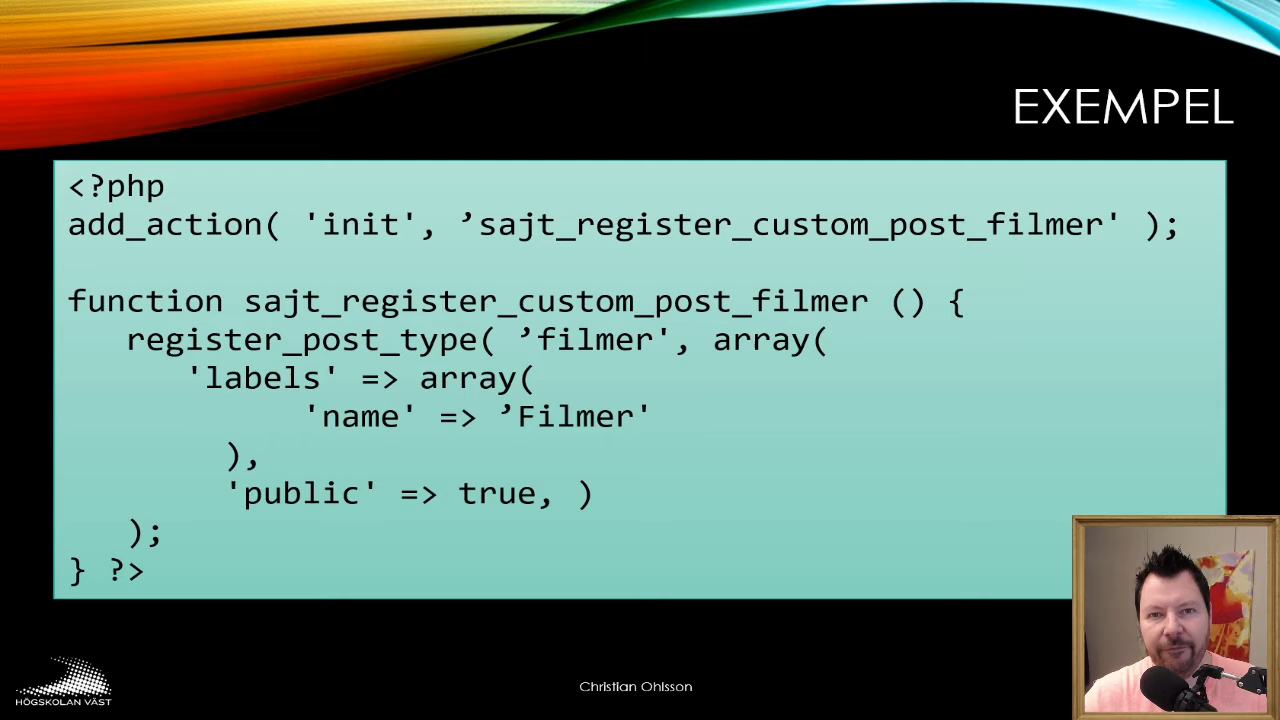 EXEMPEL
<?php
add_action( 'init', ’sajt_register_custom_post_filmer' );
function sajt_register_custom_post_filmer () {
register_post_type( ’filmer', array(
'labels' => array(
'name' => ’Filmer'
),
'public' => true, )
);
} ?>
HÖGSKOLAN VÄST
Christian Ohlsson